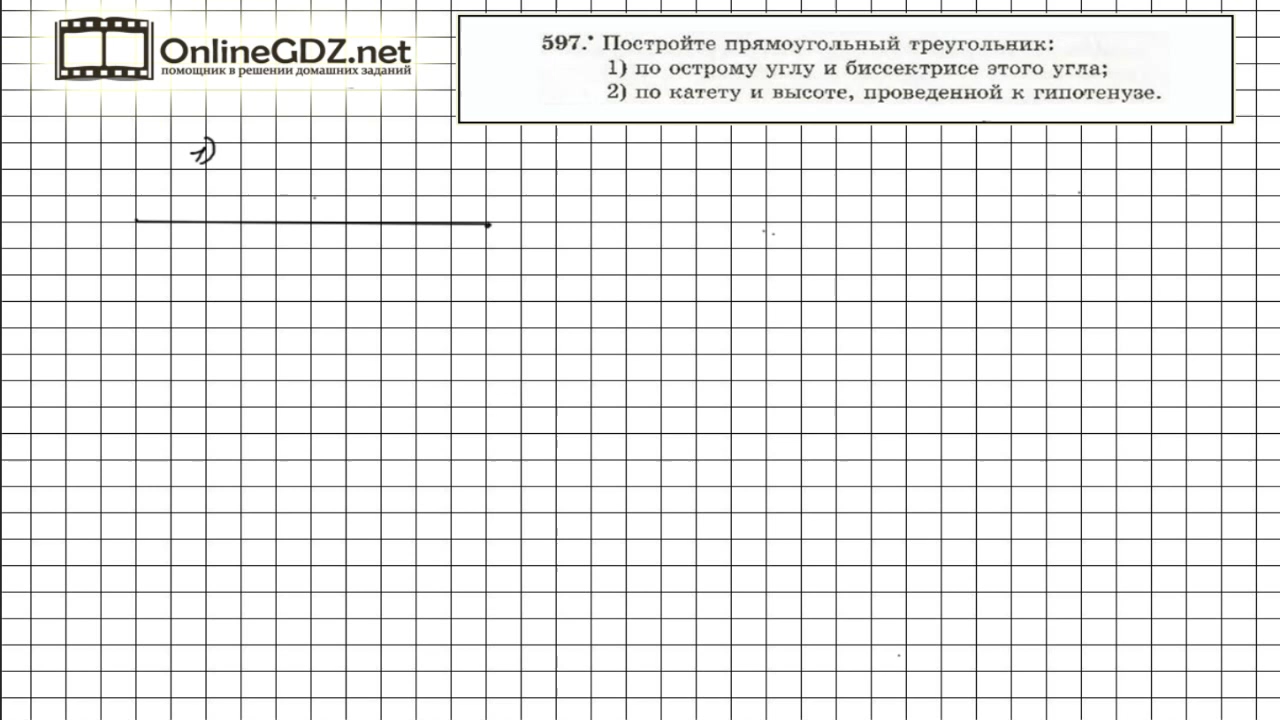 OnlineGDZ.net
помощник в решении домашних заданий
597.• Постройте прямоугольный треугольник:
1) по острому углу и биссектрисе этого угла;
2) по катету и высоте, проведенной к гипотенузе.
1)